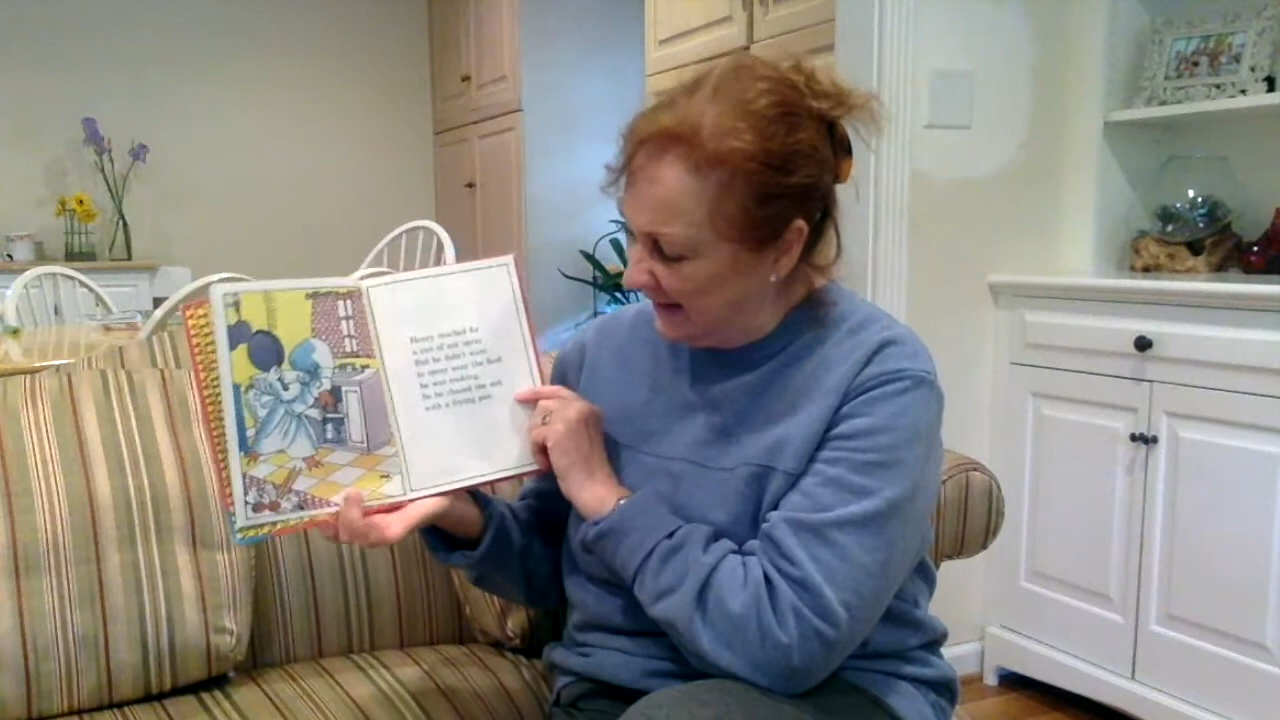 Henry reached for
a can of ant spray
But he didn't want
to spray near the food
he was cooking.
So he chased the ant
with a frying pan.